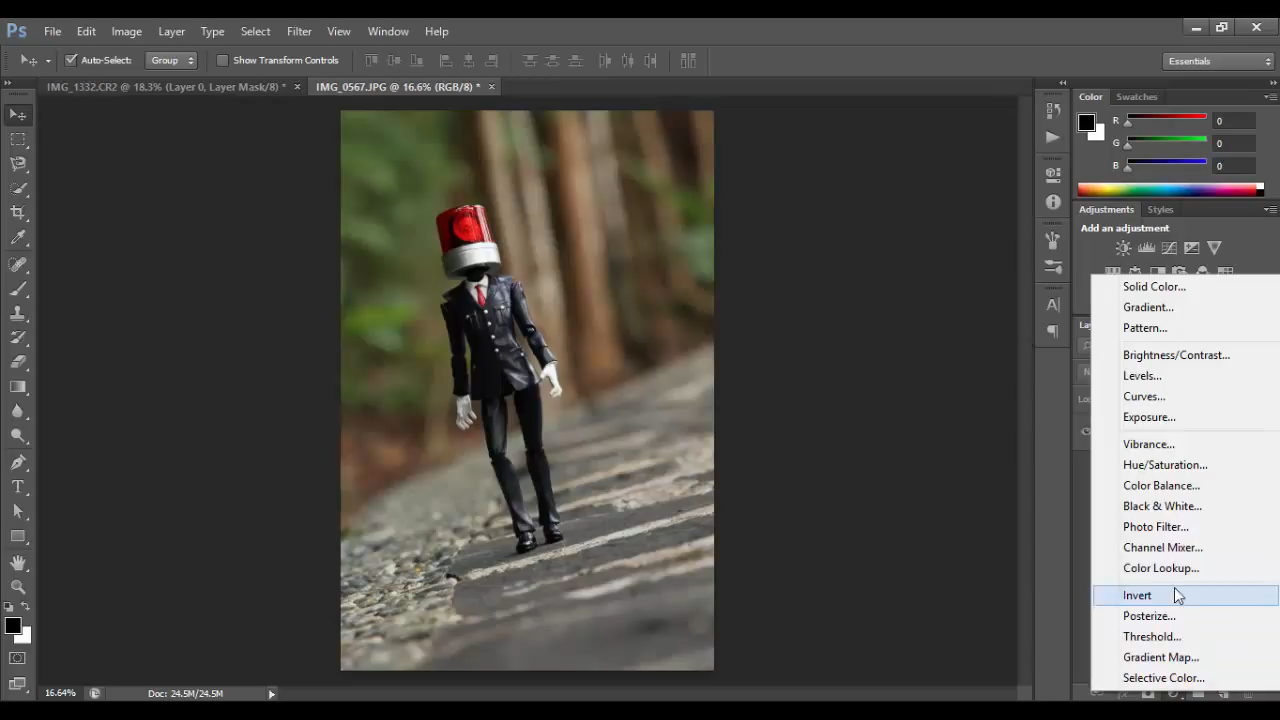 Ps File Edit Image Layer Type Select Filter View Window Help
Auto-Select: Group Show Transform Controls Essentials
IMG_1332.CR2 @ 18.3% (Layer 0, Layer Mask/8) * × IMG_0567.JPG @ 16.6% (RGB/8) * ×
Color Swatches
R 0
G 0
B 0
Adjustments Styles
Add an adjustment
Solid Color...
Gradient...
Pattern...
Brightness/Contrast...
Levels...
Curves...
Exposure...
Vibrance...
Hue/Saturation...
Color Balance...
Black & White...
Photo Filter...
Channel Mixer...
Color Lookup...
Invert
Posterize...
Threshold...
Gradient Map...
Selective Color...
16.64% Doc: 24.5M/24.5M